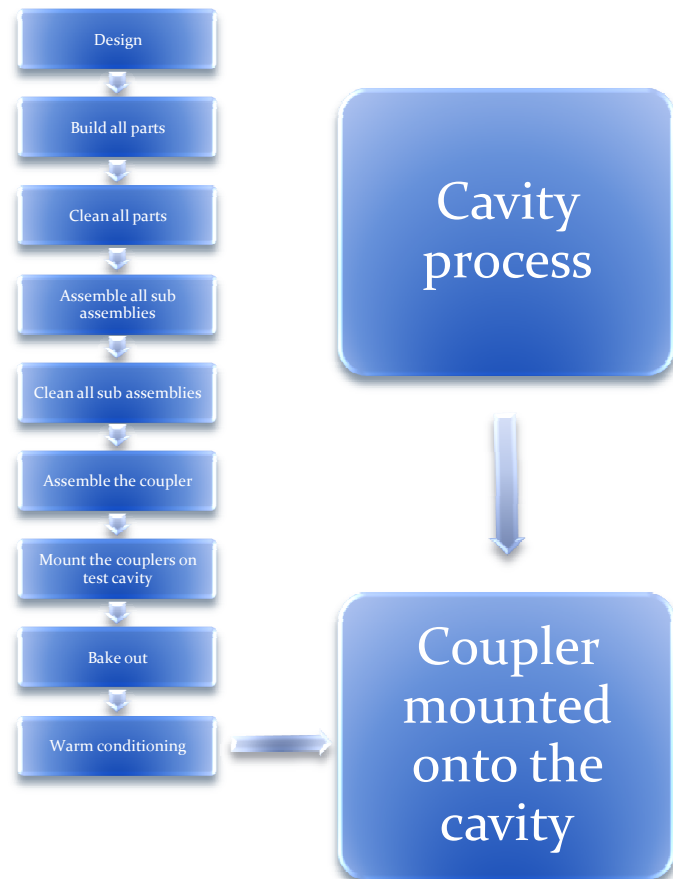 Design
Build all parts
Clean all parts
Assemble all sub
assemblies
Clean all sub assemblies
Assemble the coupler
Mount the couplers on
test cavity
Bake out
Warm conditioning
Cavity
process
Coupler
mounted
onto the
cavity